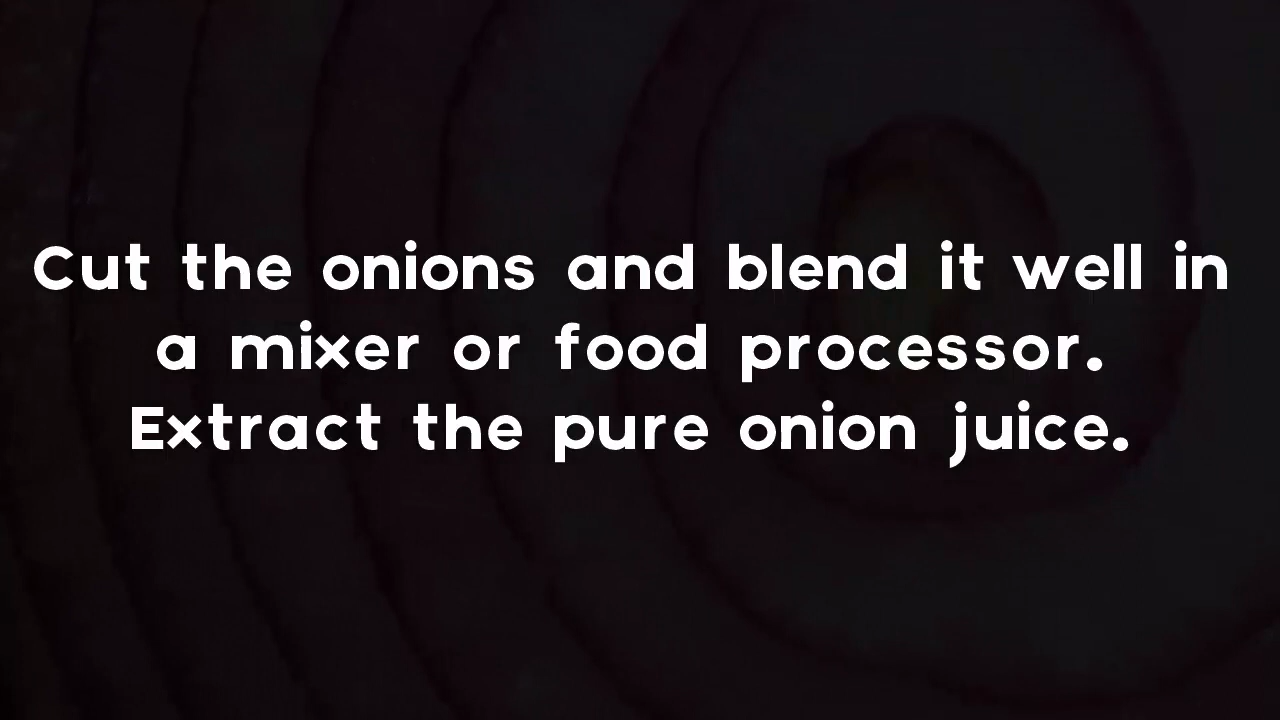 Cut the onions and blend it well in
a mixer or food processor.
Extract the pure onion juice.